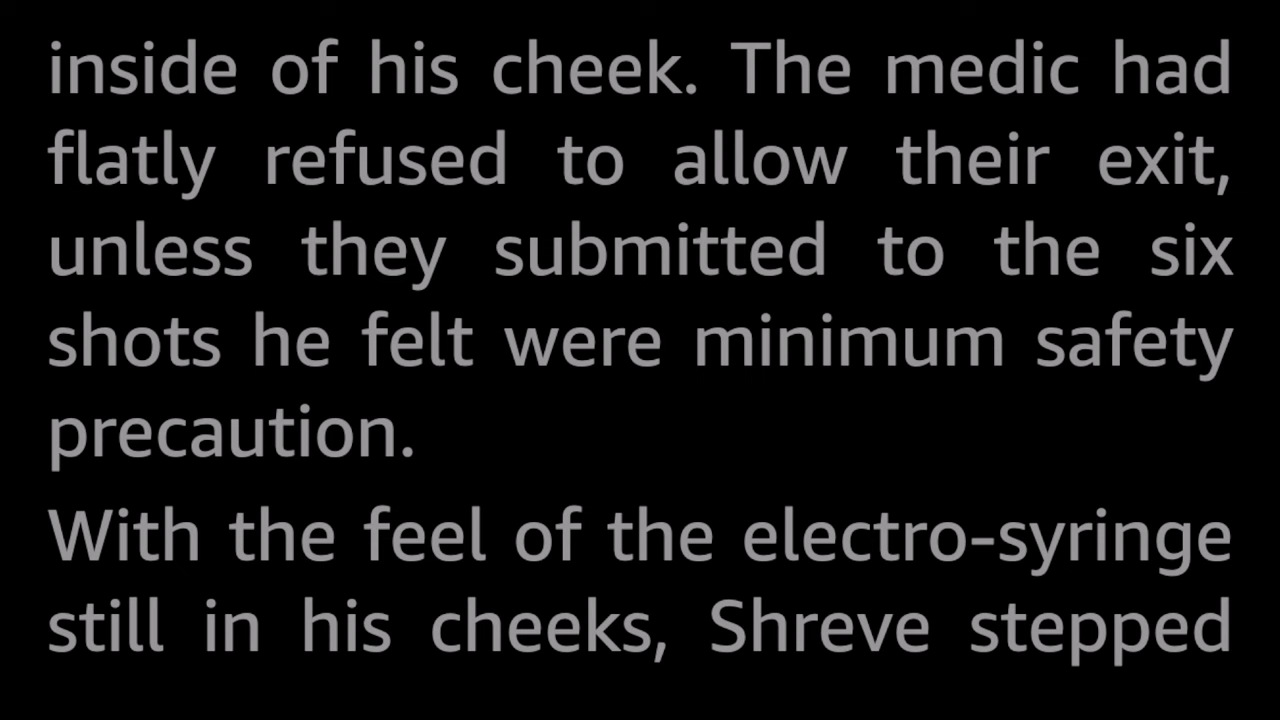 inside of his cheek. The medic had
flatly refused to allow their exit,
unless they submitted to the six
shots he felt were minimum safety
precaution.
With the feel of the electro-syringe
still in his cheeks, Shreve stepped